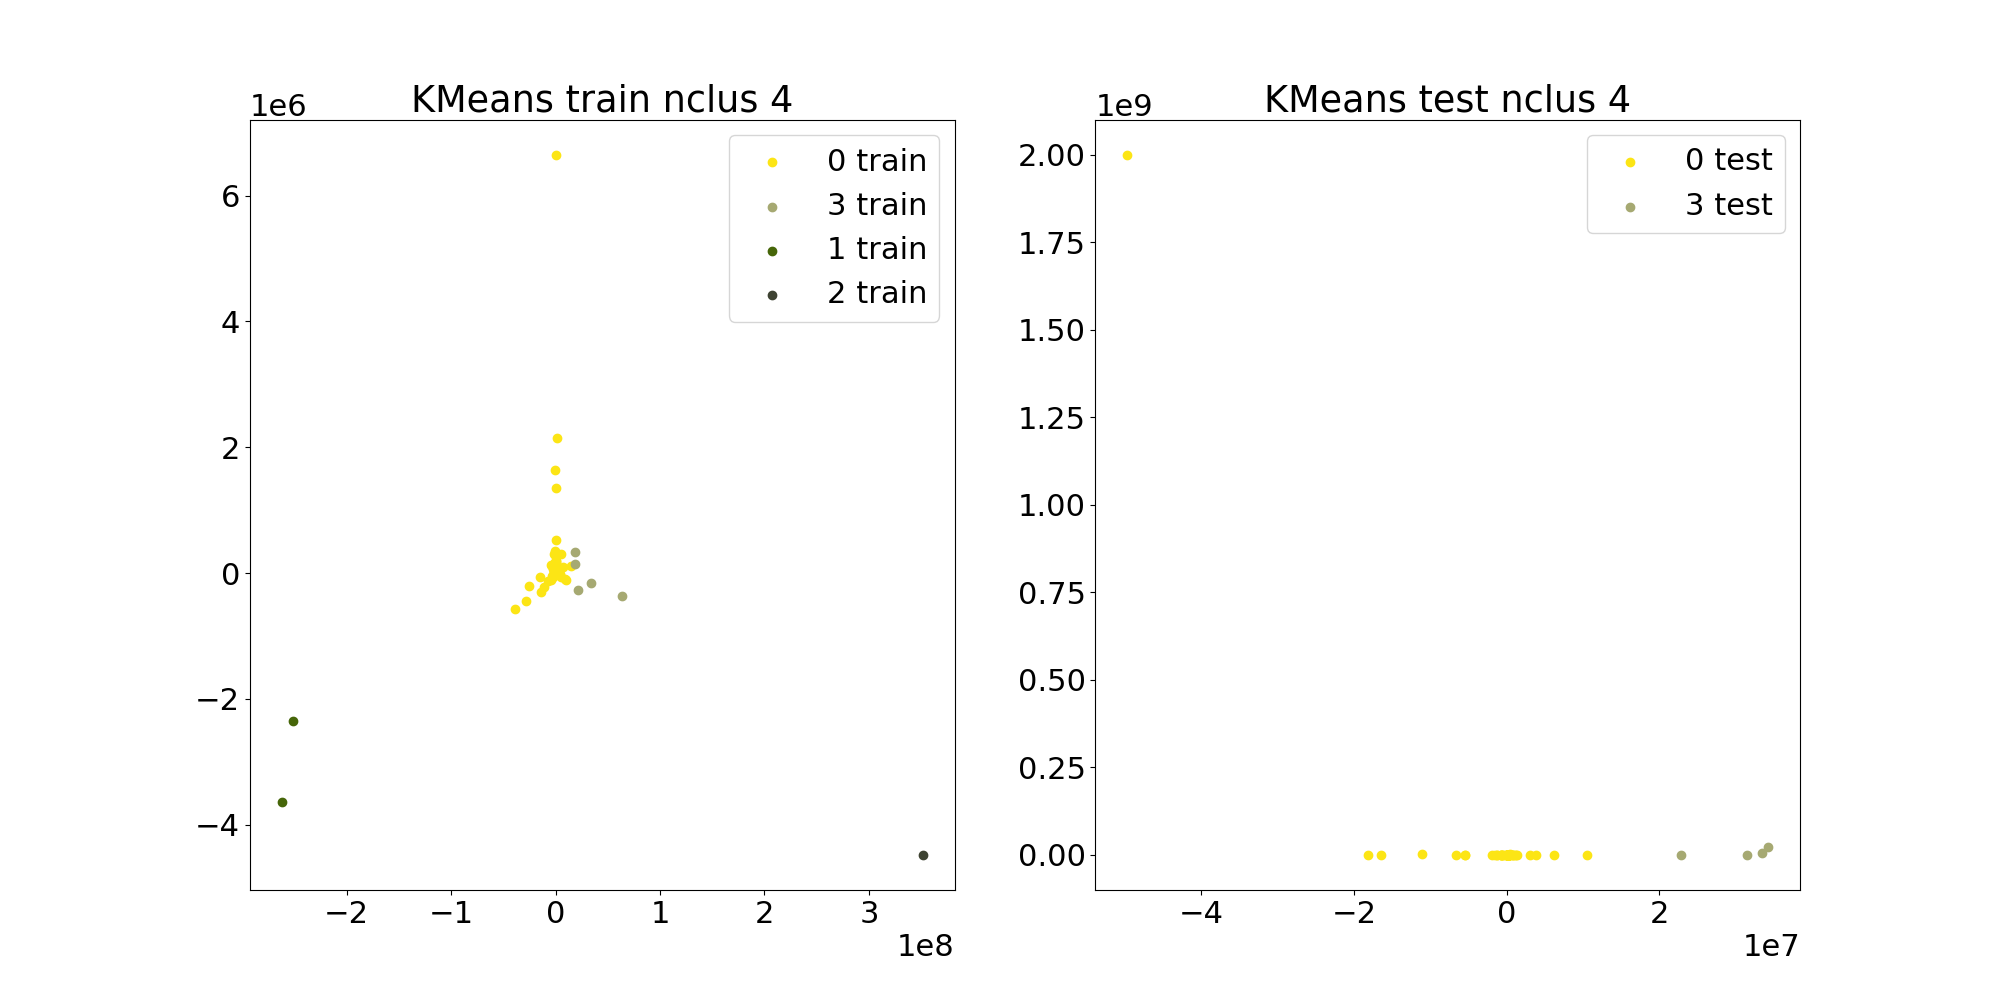 KMeans train nclus 4
1e6
0 train
3 train
1 train
2 train
6
4
2
0
−2
−4
−2
−1
0
1
2
3
1e8
KMeans test nclus 4
1e9
0 test
3 test
2.00
1.75
1.50
1.25
1.00
0.75
0.50
0.25
0.00
−4
−2
0
2
1e7